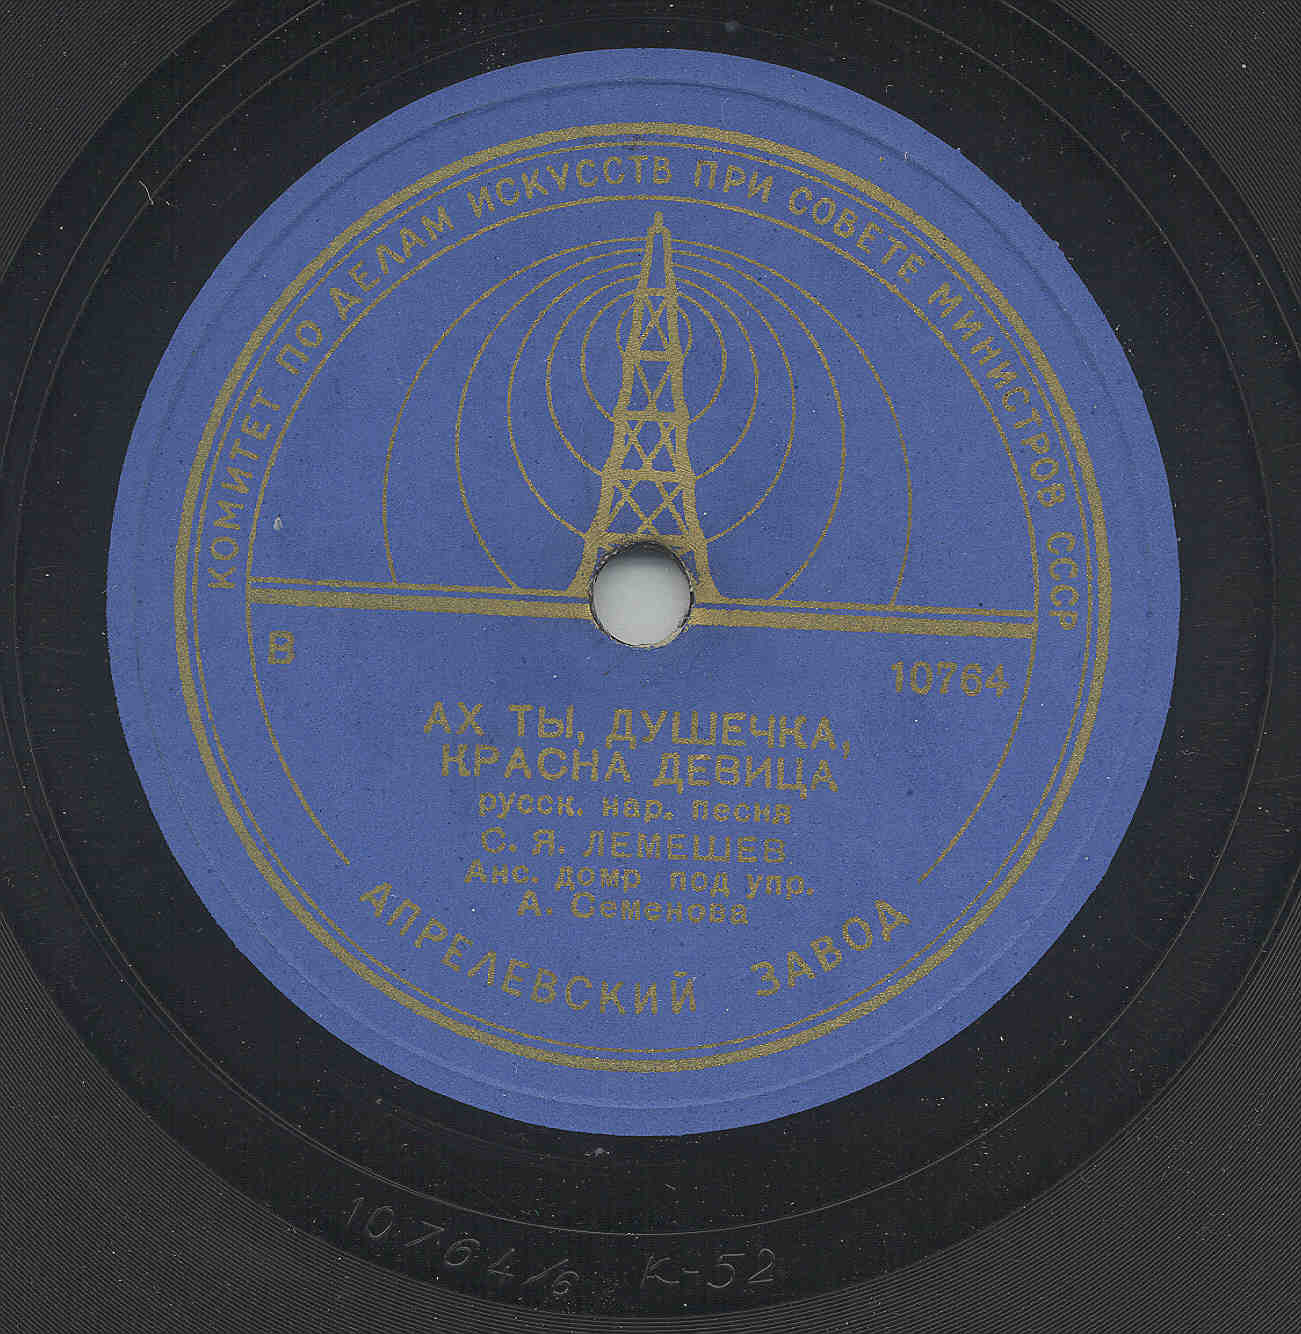 КОМИТЕТ ПО ДЕЛАМ ИСКУССТВ ПРИ СОВЕТЕ МИНИСТРОВ СССР
В 10764
АХ ТЫ, ДУШЕЧКА,
КРАСНА ДЕВИЦА
русск. нар. песня
С. Я. ЛЕМЕШЕВ
Анс. домр под упр.
А. Семенова
АПРЕЛЕВСКИЙ ЗАВОД
10764/6 К-52